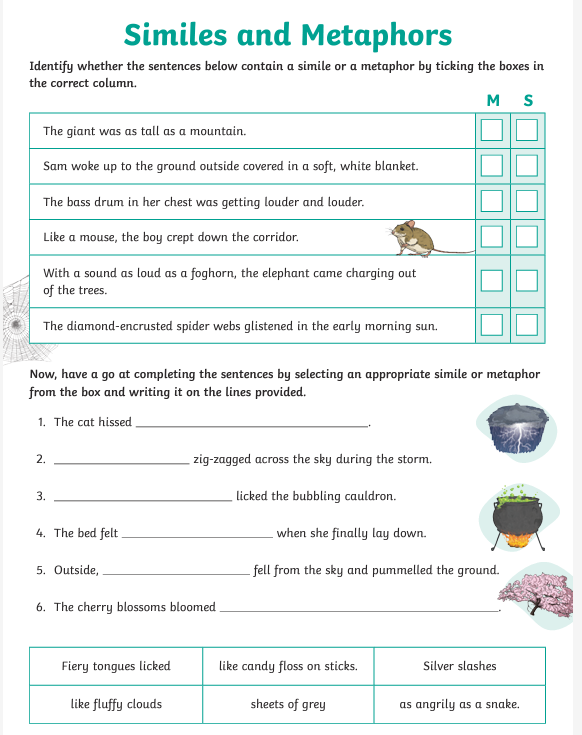 Similes and Metaphors
Identify whether the sentences below contain a simile or a metaphor by ticking the boxes in
the correct column.
M S
The giant was as tall as a mountain.
Sam woke up to the ground outside covered in a soft, white blanket.
The bass drum in her chest was getting louder and louder.
Like a mouse, the boy crept down the corridor.
With a sound as loud as a foghorn, the elephant came charging out
of the trees.
The diamond-encrusted spider webs glistened in the early morning sun.
Now, have a go at completing the sentences by selecting an appropriate simile or metaphor
from the box and writing it on the lines provided.
1. The cat hissed ____________________.
2. ____________________ zig-zagged across the sky during the storm.
3. ____________________ licked the bubbling cauldron.
4. The bed felt ____________________ when she finally lay down.
5. Outside, ____________________ fell from the sky and pummelled the ground.
6. The cherry blossoms bloomed ____________________.
Fiery tongues licked like candy floss on sticks. Silver slashes
like fluffy clouds sheets of grey as angrily as a snake.